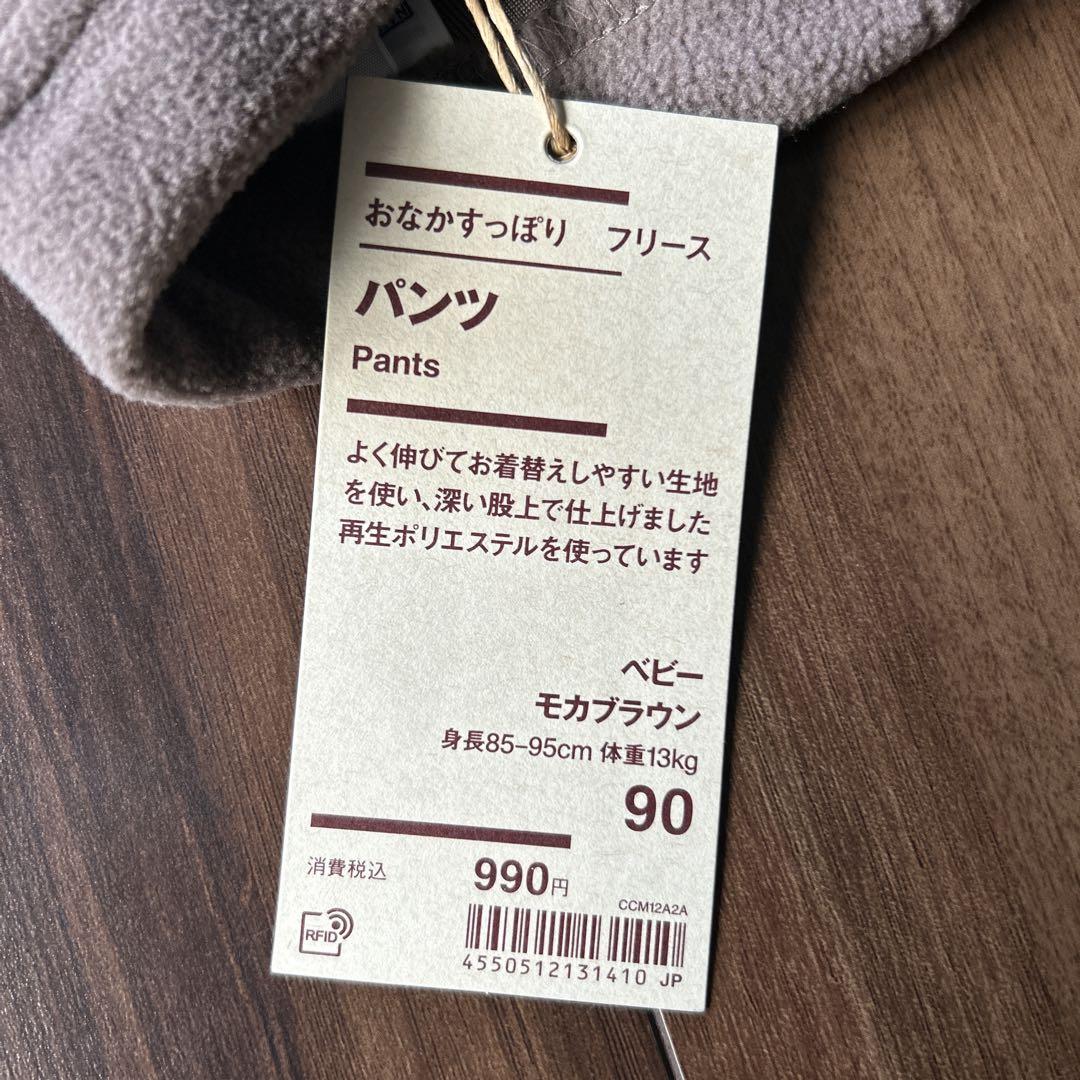 おなかすっぽり　フリース
パンツ
Pants
よく伸びてお着替えしやすい生地
を使い、深い股上で仕上げました
再生ポリエステルを使っています
ベビー
モカブラウン
身長85–95cm 体重13kg
90
消費税込 990円
CCM12A2A
RFID
4550512131410 JP